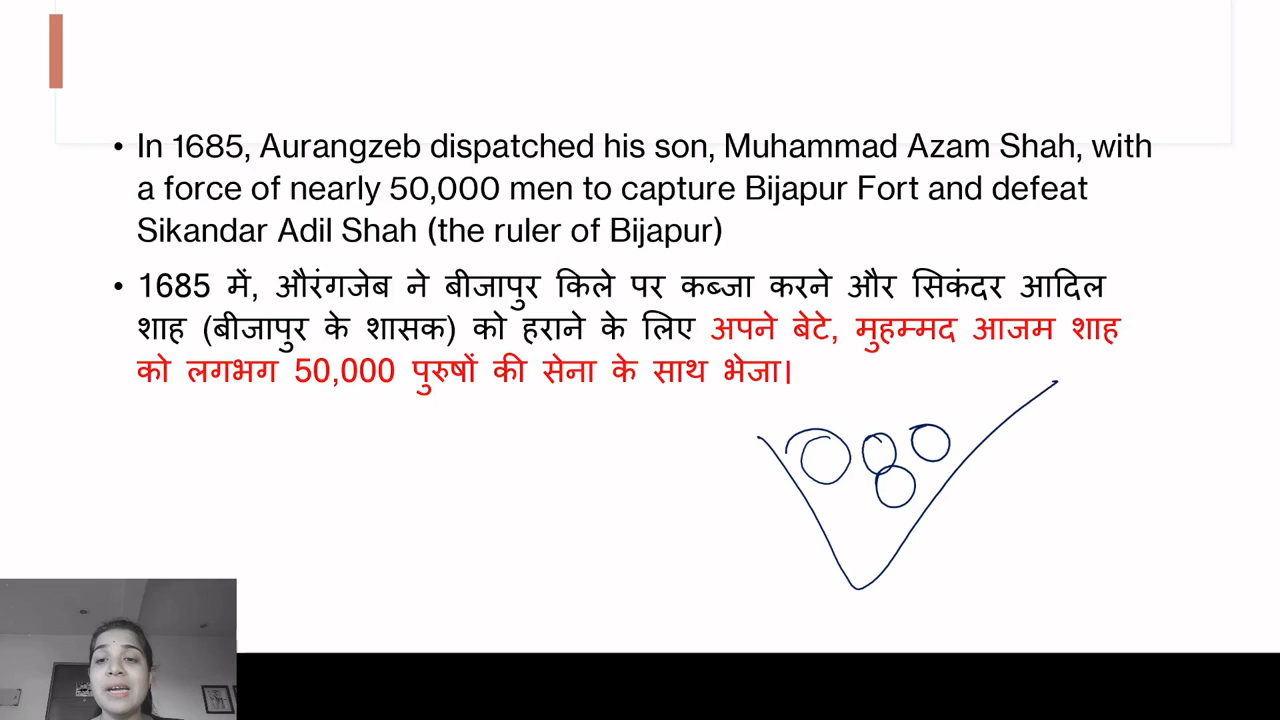 • In 1685, Aurangzeb dispatched his son, Muhammad Azam Shah, with
a force of nearly 50,000 men to capture Bijapur Fort and defeat
Sikandar Adil Shah (the ruler of Bijapur)
• 1685 में, औरंगजेब ने बीजापुर किले पर कब्जा करने और सिकंदर आदिल
शाह (बीजापुर के शासक) को हराने के लिए अपने बेटे, मुहम्मद आजम शाह
को लगभग 50,000 पुरुषों की सेना के साथ भेजा।